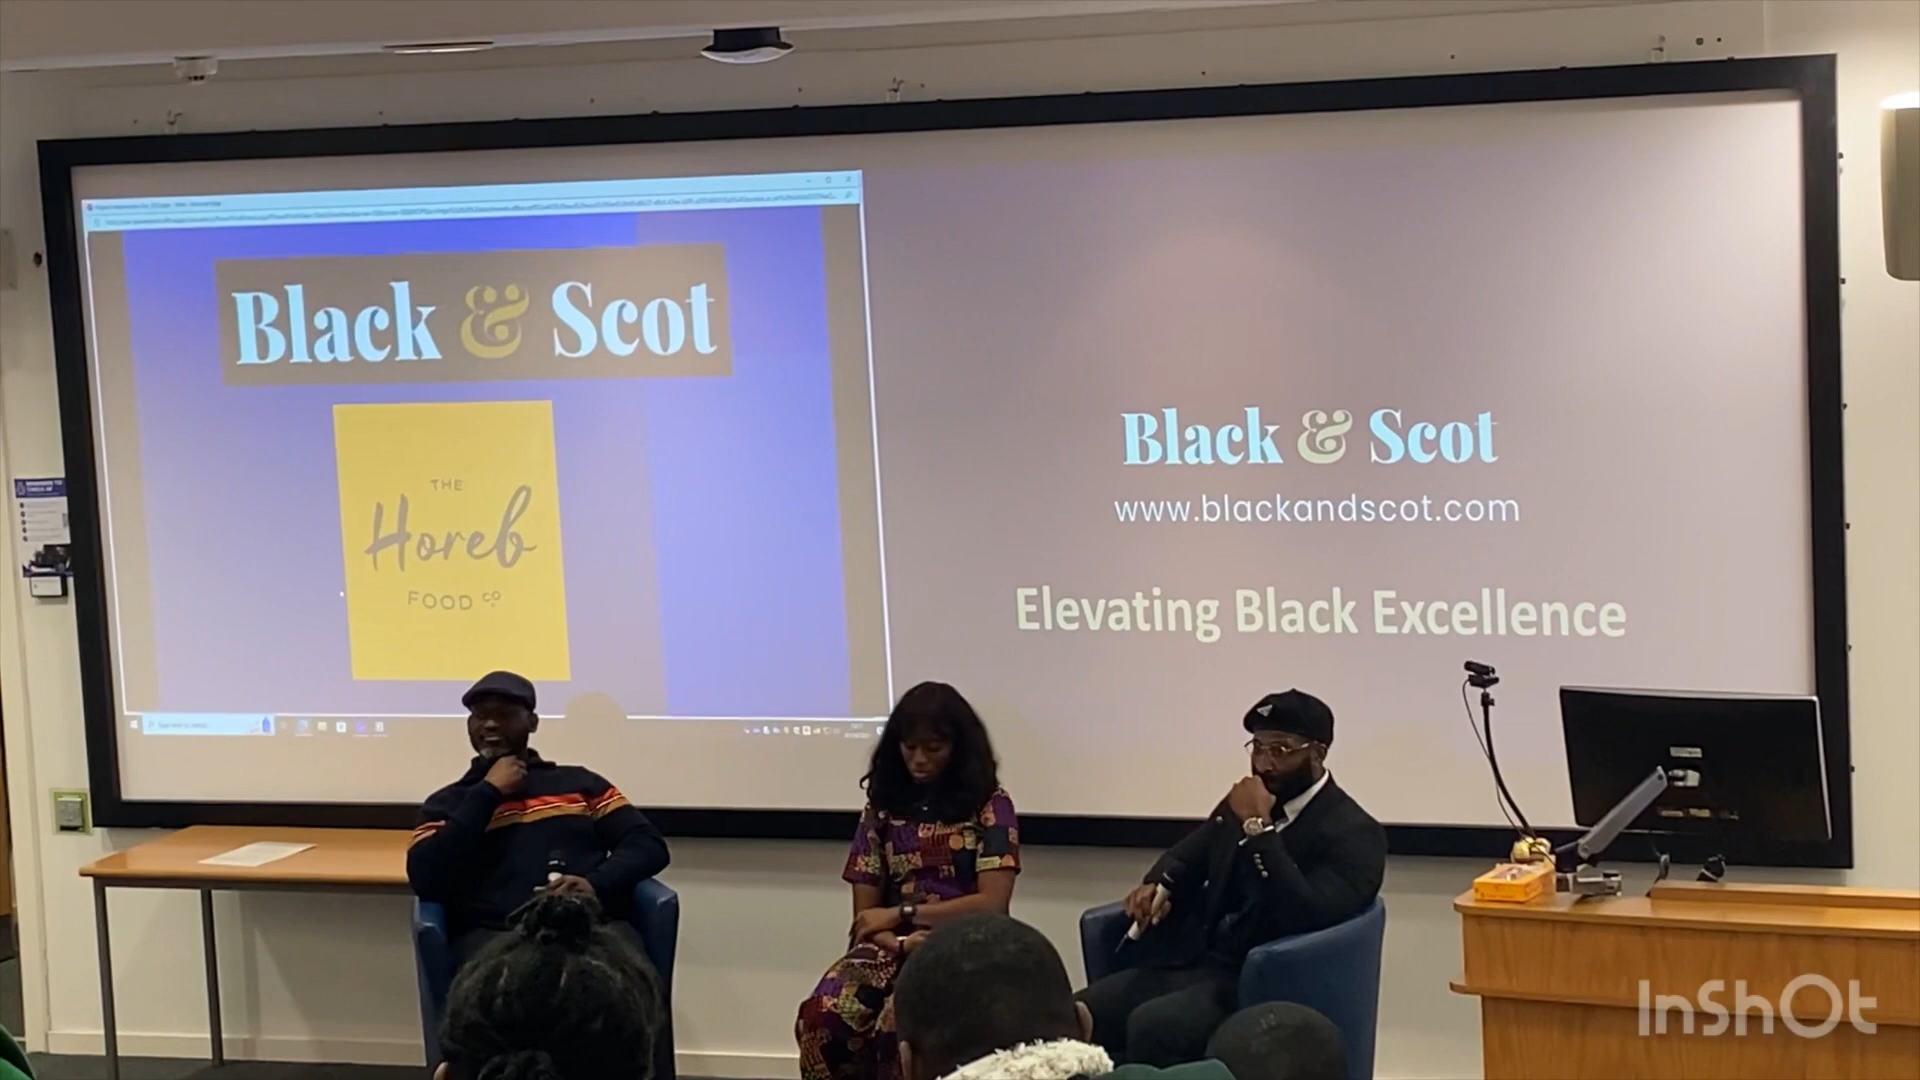 Black & Scot
THE
Horeb
FOOD CO
Black & Scot
www.blackandscot.com
Elevating Black Excellence
InShOt